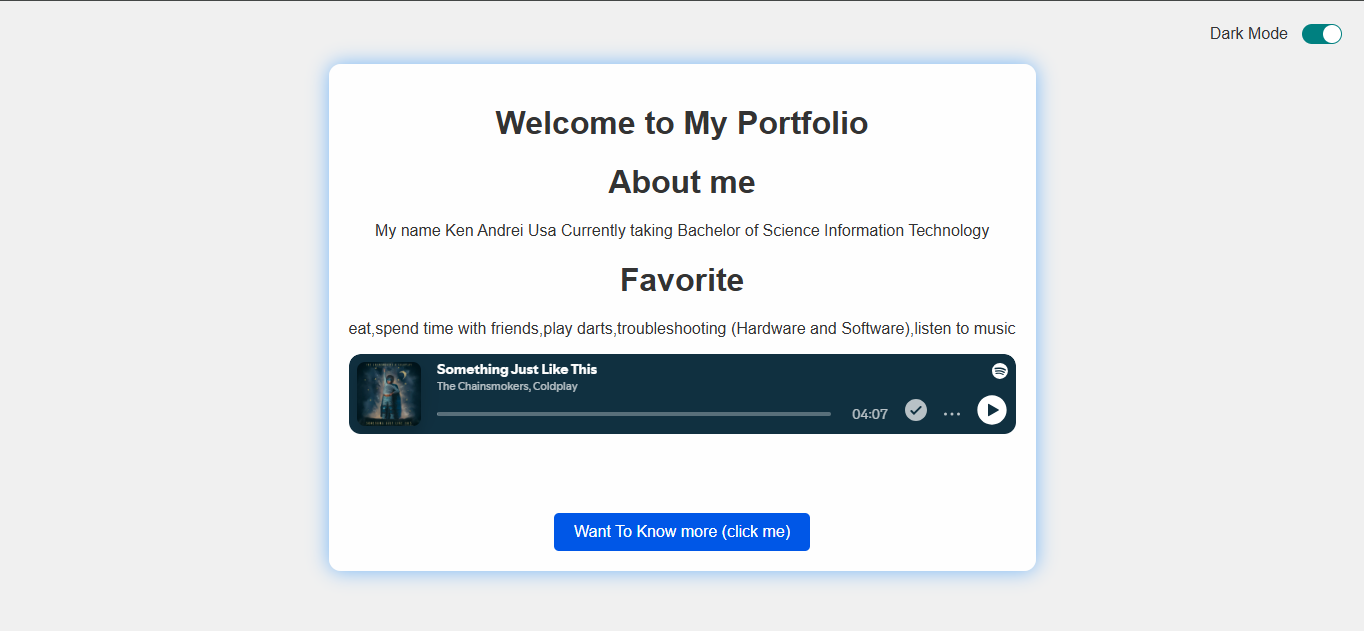 Dark Mode
Welcome to My Portfolio
About me
My name Ken Andrei Usa Currently taking Bachelor of Science Information Technology
Favorite
eat,spend time with friends,play darts,troubleshooting (Hardware and Software),listen to music
Something Just Like This
The Chainsmokers, Coldplay
04:07
Want To Know more (click me)